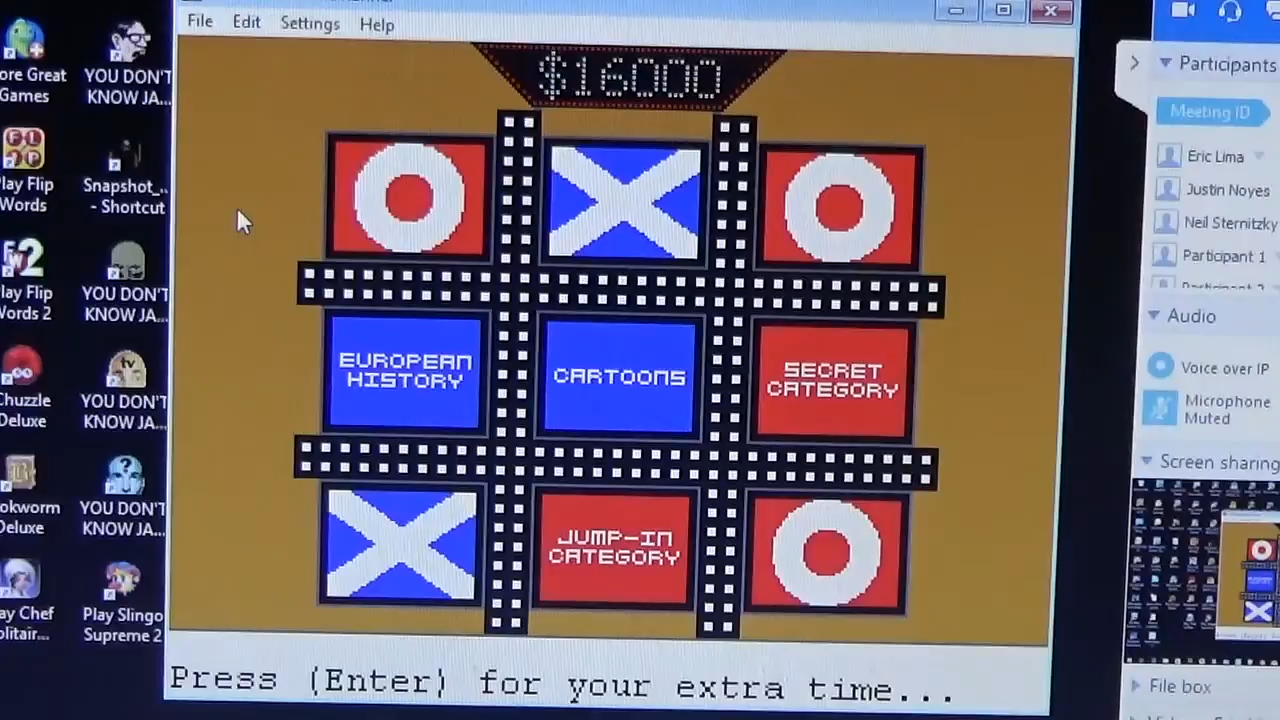 File Edit Settings Help
$16000
EUROPEAN
HISTORY
CARTOONS
SECRET
CATEGORY
JUMP-IN
CATEGORY
Press (Enter) for your extra time...
ore Great
Games
YOU DON'T
KNOW JA...
lay Flip
Words
Snapshot_...
- Shortcut
lay Flip
Words 2
YOU DON'T
KNOW JA...
Chuzzle
Deluxe
YOU DON'T
KNOW JA...
okworm
Deluxe
YOU DON'T
KNOW JA...
ay Chef
olitair...
Play Slingo
Supreme 2
Participants
Meeting ID
Eric Lima
Justin Noyes
Neil Sternitzky
Participant 1
Audio
Voice over IP
Microphone
Muted
Screen sharing
File box